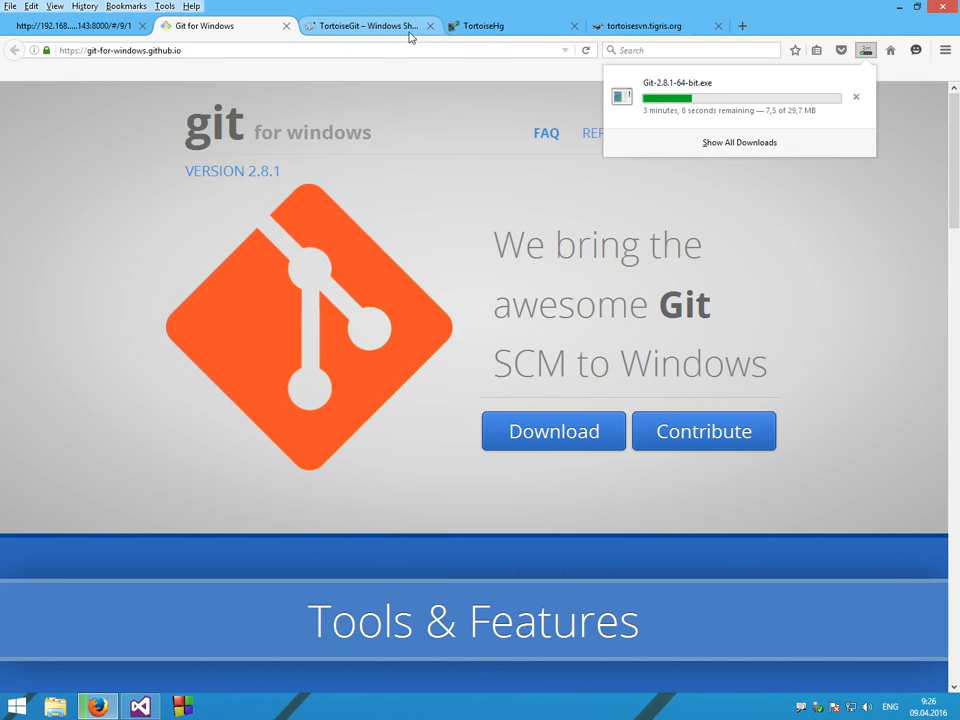 File Edit View History Bookmarks Tools Help
http://192.168.....143:8000/#/9/1 Git for Windows TortoiseGit – Windows Sh... TortoiseHg tortoisesvn.tigris.org
https://git-for-windows.github.io Search 3m
Git-2.8.1-64-bit.exe
3 minutes, 8 seconds remaining — 7,5 of 29,7 MB
Show All Downloads
git for windows FAQ REP
VERSION 2.8.1
We bring the
awesome Git
SCM to Windows
Download Contribute
Tools & Features
ENG 9:26
09.04.2016